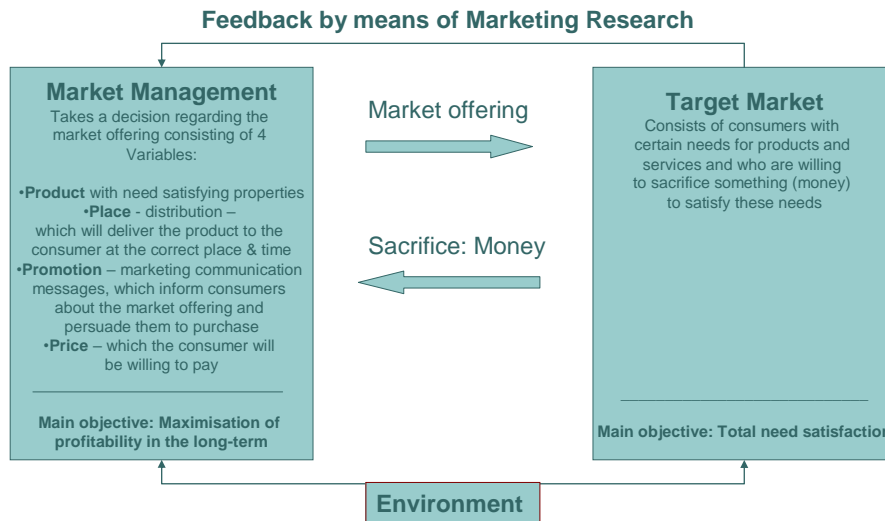 Feedback by means of Marketing Research
Market Management
Takes a decision regarding the
market offering consisting of 4
Variables:
•Product with need satisfying properties
•Place - distribution –
which will deliver the product to
the consumer at the correct place & time
•Promotion – marketing communication
messages, which inform consumers
about the market offering and
persuade them to purchase
•Price – which the consumer will
be willing to pay
Main objective: Maximisation of
profitability in the long-term
Market offering
Sacrifice: Money
Target Market
Consists of consumers with
certain needs for products and
services and who are willing
to sacrifice something (money)
to satisfy these needs
Main objective: Total need satisfaction
Environment